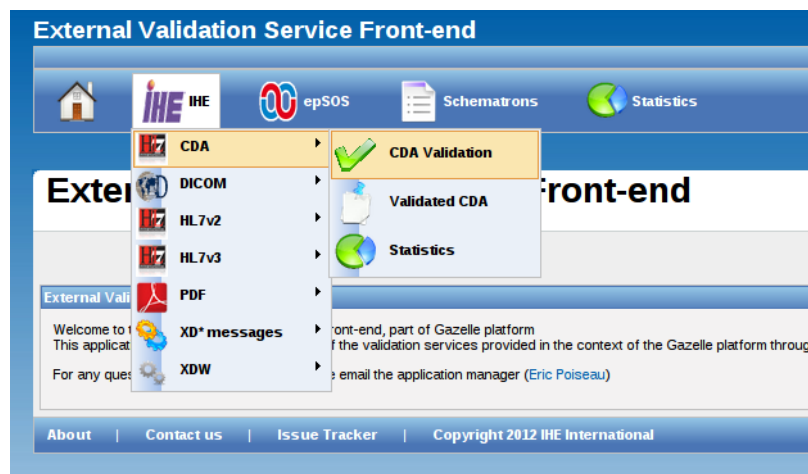 External Validation Service Front-end
IHE IHE epSOS Schematrons Statistics
CDA
CDA Validation
Exter Front-end
DICOM
Validated CDA
HL7v2
HL7v3
Statistics
External Vali
PDF
Welcome to t ront-end, part of Gazelle platform
XD* messages
This applicat f the validation services provided in the context of the Gazelle platform throug
For any ques e email the application manager (Eric Poiseau)
XDW
About | Contact us | Issue Tracker | Copyright 2012 IHE International